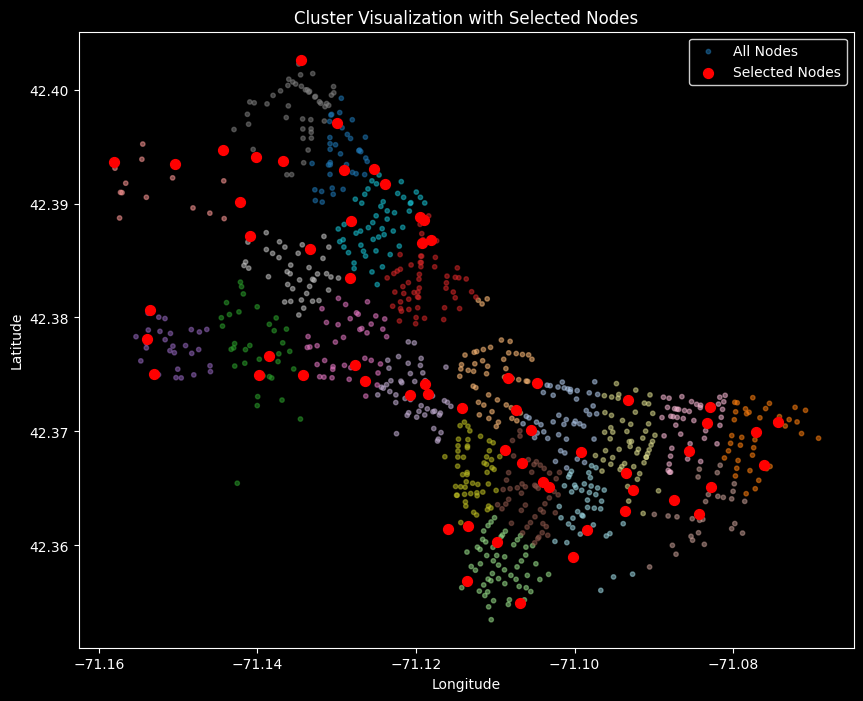 Cluster Visualization with Selected Nodes
All Nodes
Selected Nodes
42.40
42.39
42.38
42.37
42.36
Latitude
−71.16
−71.14
−71.12
−71.10
−71.08
Longitude